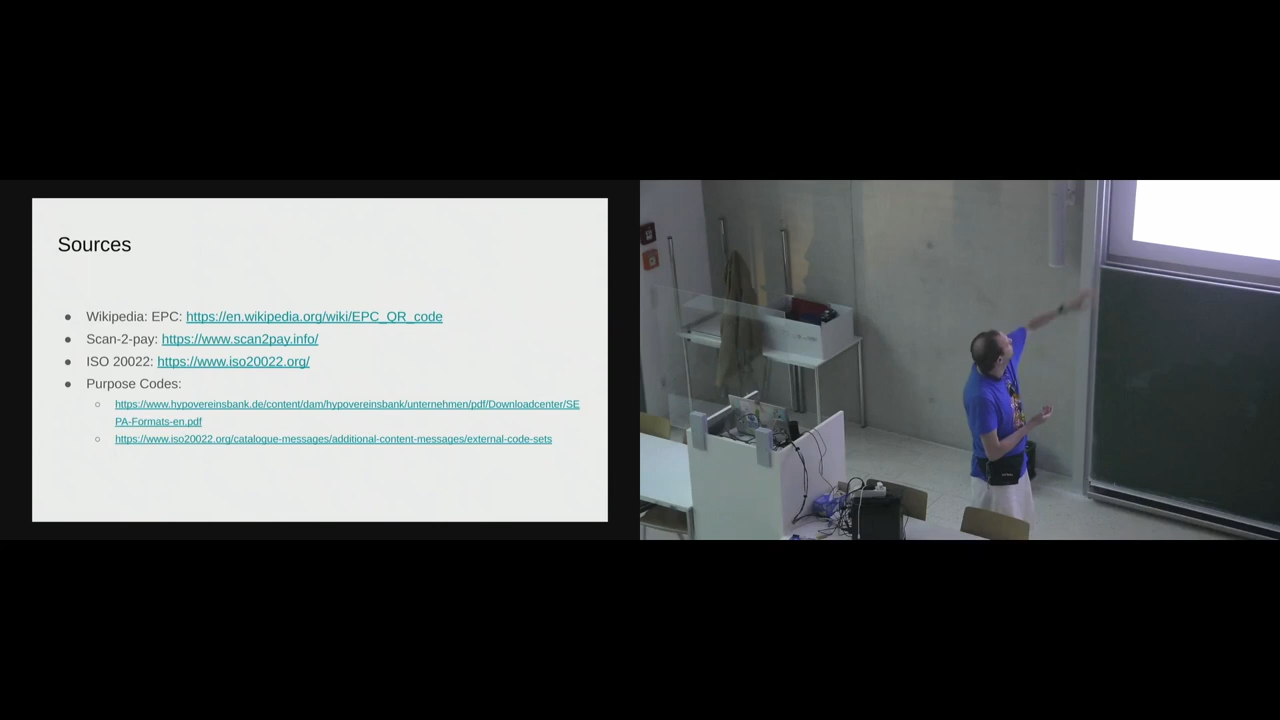 Sources
● Wikipedia: EPC: https://en.wikipedia.org/wiki/EPC_QR_code
● Scan-2-pay: https://www.scan2pay.info/
● ISO 20022: https://www.iso20022.org/
● Purpose Codes:
○ https://www.hypovereinsbank.de/content/dam/hypovereinsbank/unternehmen/pdf/Downloadcenter/SE
PA-Formats-en.pdf
○ https://www.iso20022.org/catalogue-messages/additional-content-messages/external-code-sets